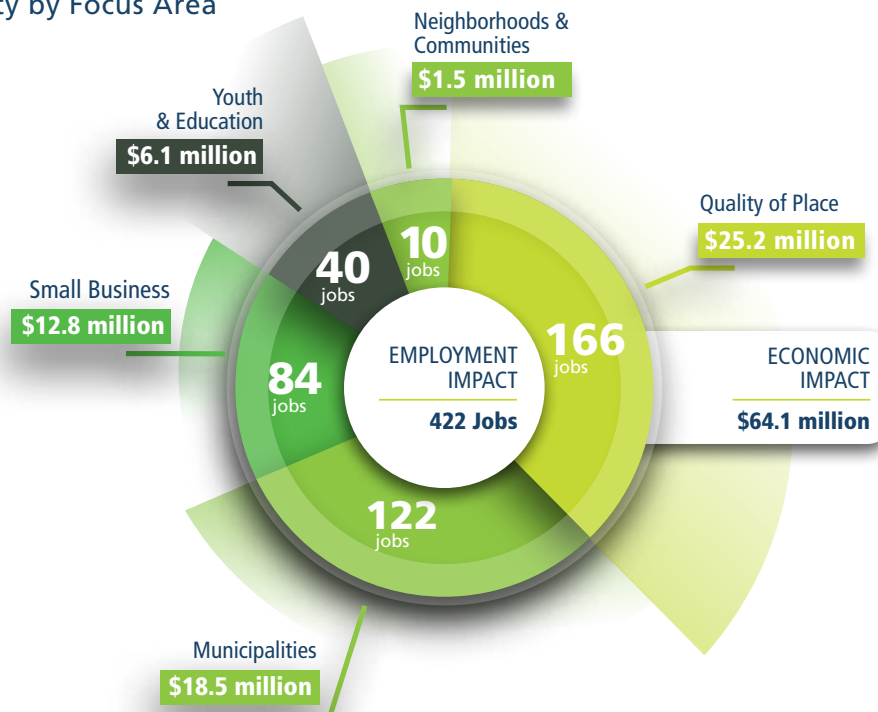 by Focus Area
Neighborhoods &
Communities
$1.5 million
Youth
& Education
$6.1 million
Quality of Place
$25.2 million
Small Business
$12.8 million
10
jobs
40
jobs
166
jobs
84
jobs
122
jobs
EMPLOYMENT
IMPACT
422 Jobs
ECONOMIC
IMPACT
$64.1 million
Municipalities
$18.5 million